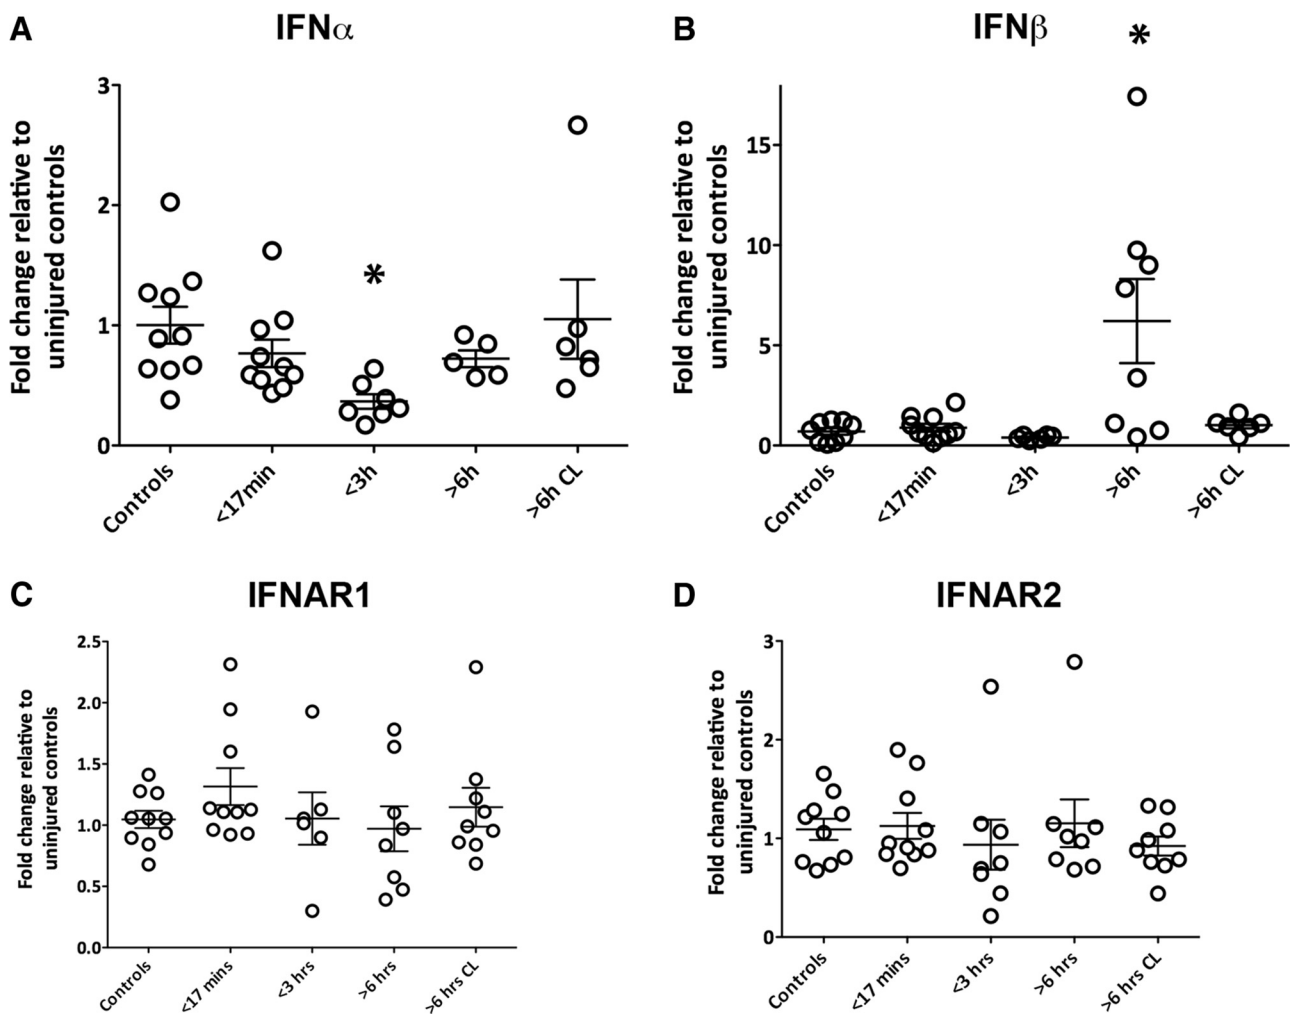 A
IFNα
Fold change relative to
uninjured controls
3
2
1
0
*
Controls
<17min
<3h
>6h
>6h CL
B
IFNβ
*
Fold change relative to
uninjured controls
15
10
5
0
Controls
<17min
<3h
>6h
>6h CL
C
IFNAR1
Fold change relative to
uninjured controls
2.5
2.0
1.5
1.0
0.5
0.0
Controls
<17 mins
<3 hrs
>6 hrs
>6 hrs CL
D
IFNAR2
Fold change relative to
uninjured controls
3
2
1
0
Controls
<17 mins
<3 hrs
>6 hrs
>6 hrs CL